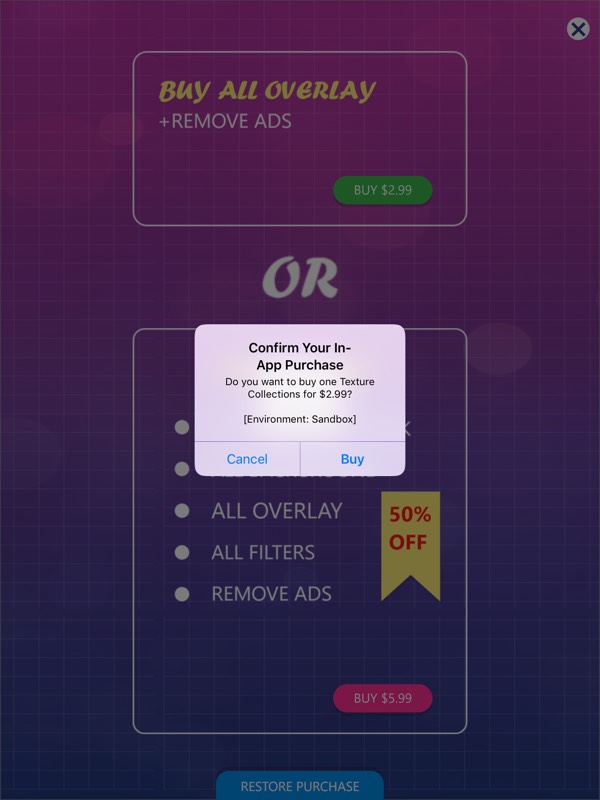 BUY ALL OVERLAY
+REMOVE ADS
BUY $2.99
OR
Confirm Your In-
App Purchase
Do you want to buy one Texture
Collections for $2.99?
[Environment: Sandbox]
Cancel
Buy
ALL OVERLAY
50%
OFF
ALL FILTERS
REMOVE ADS
BUY $5.99
RESTORE PURCHASE